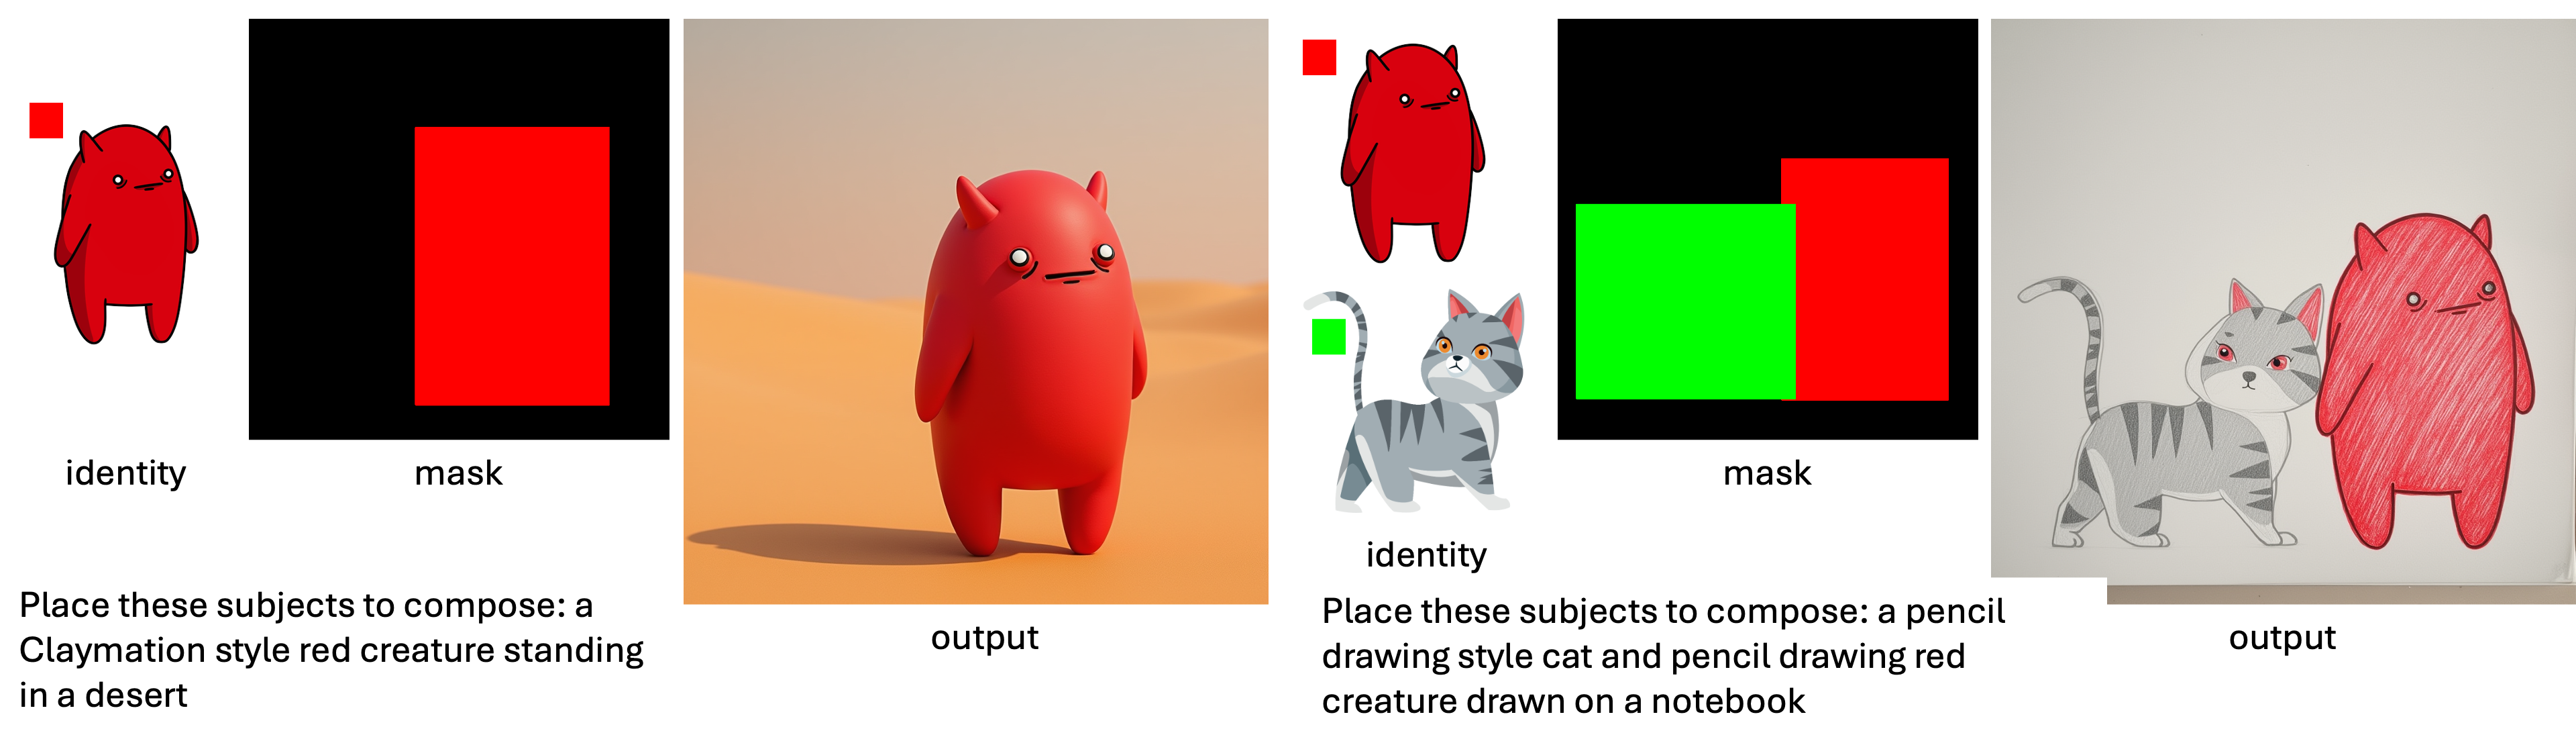 identity
mask
Place these subjects to compose: a
Claymation style red creature standing
in a desert
output
identity
mask
Place these subjects to compose: a pencil
drawing style cat and pencil drawing red
creature drawn on a notebook
output